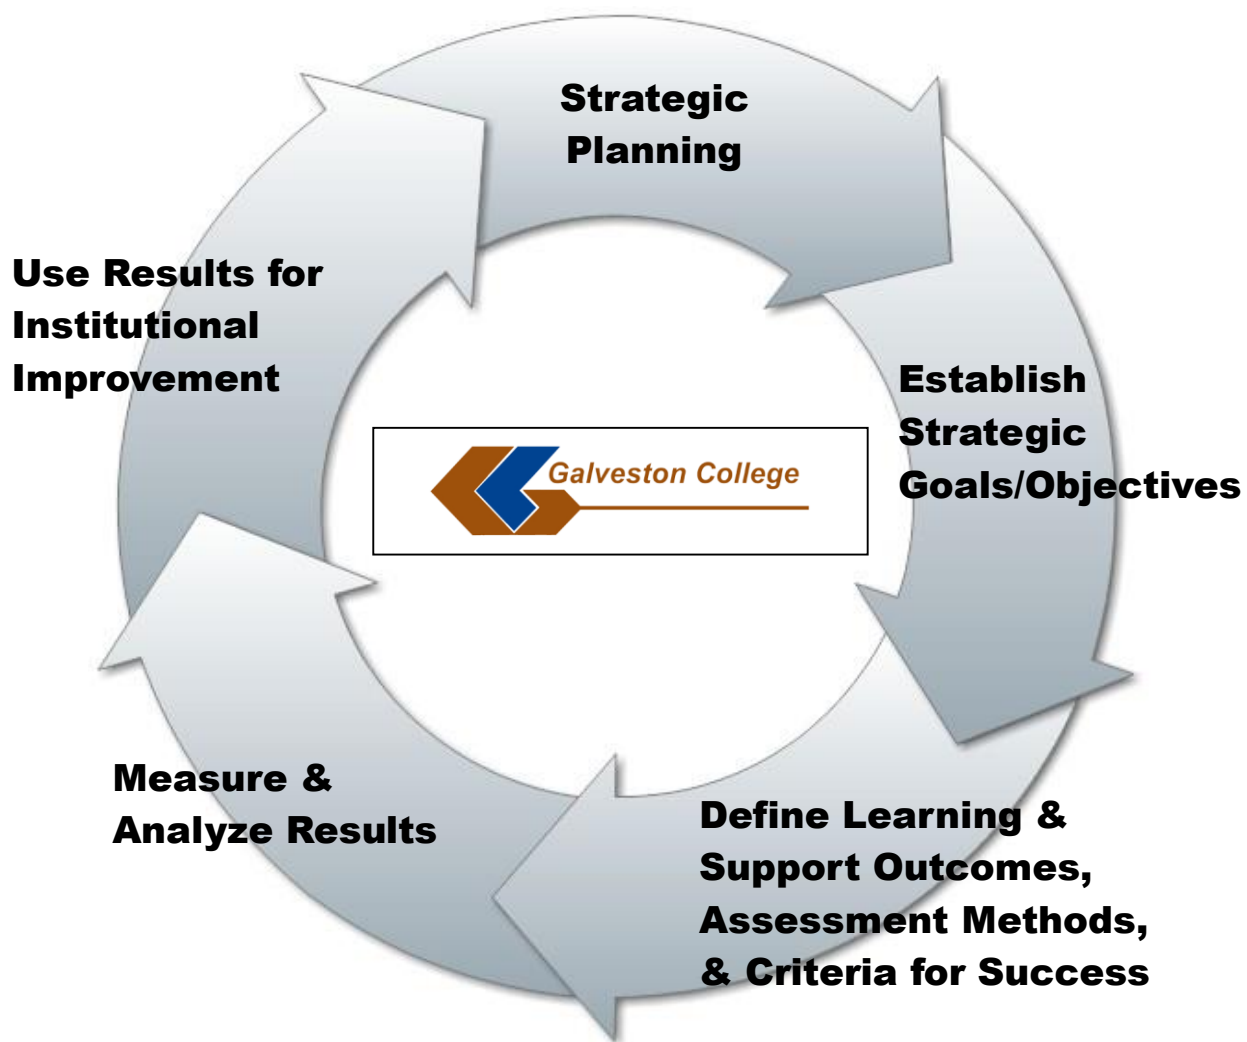 Strategic
Planning
Establish
Strategic
Goals/Objectives
Define Learning &
Support Outcomes,
Assessment Methods,
& Criteria for Success
Measure &
Analyze Results
Use Results for
Institutional
Improvement
Galveston College